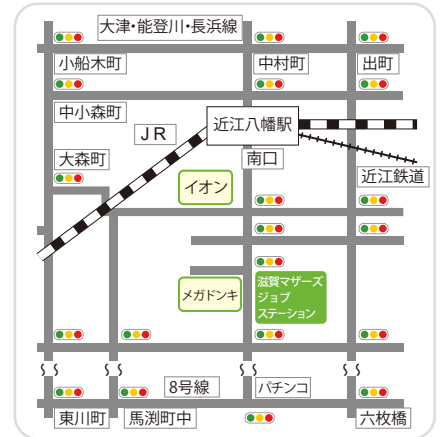 大津・能登川・長浜線
小船木町
中村町
出町
中小森町
近江八幡駅
JR
大森町
南口
近江鉄道
イオン
メガドンキ
滋賀マザーズ
ジョブ
ステーション
8号線
パチンコ
東川町
馬渕町中
六枚橋